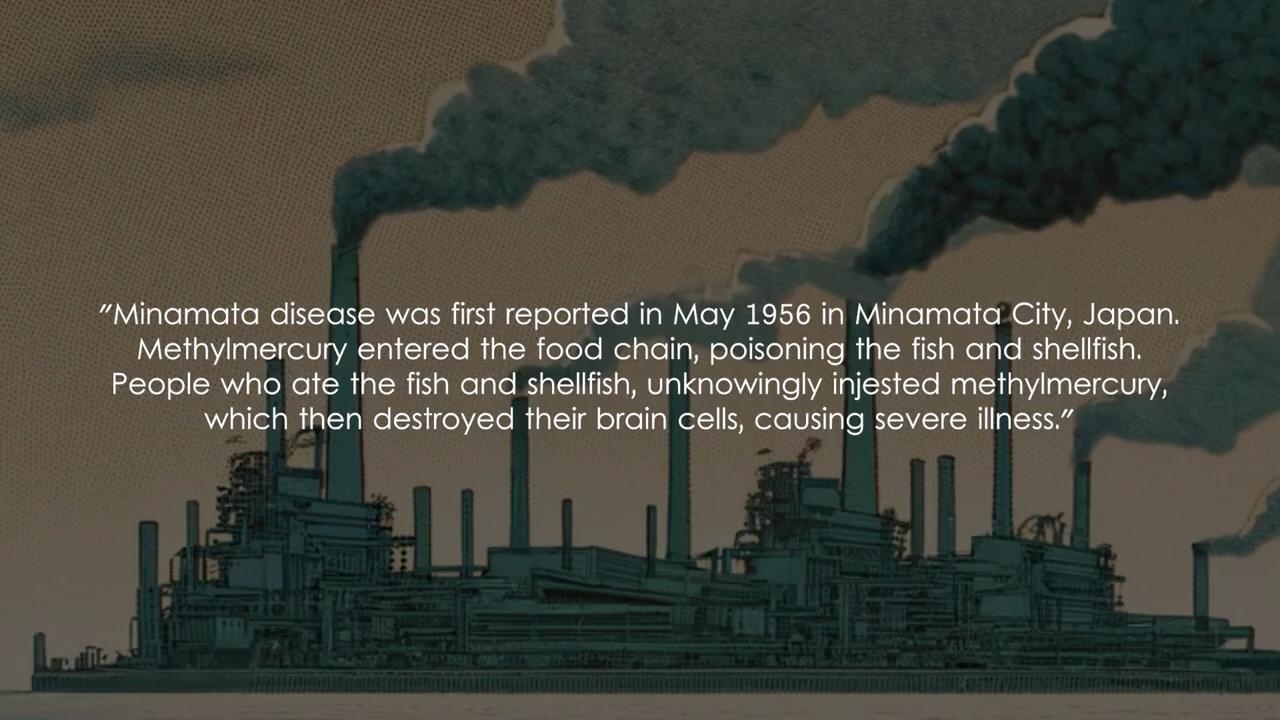 "Minamata disease was first reported in May 1956 in Minamata City, Japan.
Methylmercury entered the food chain, poisoning the fish and shellfish.
People who ate the fish and shellfish, unknowingly injested methylmercury,
which then destroyed their brain cells, causing severe illness."